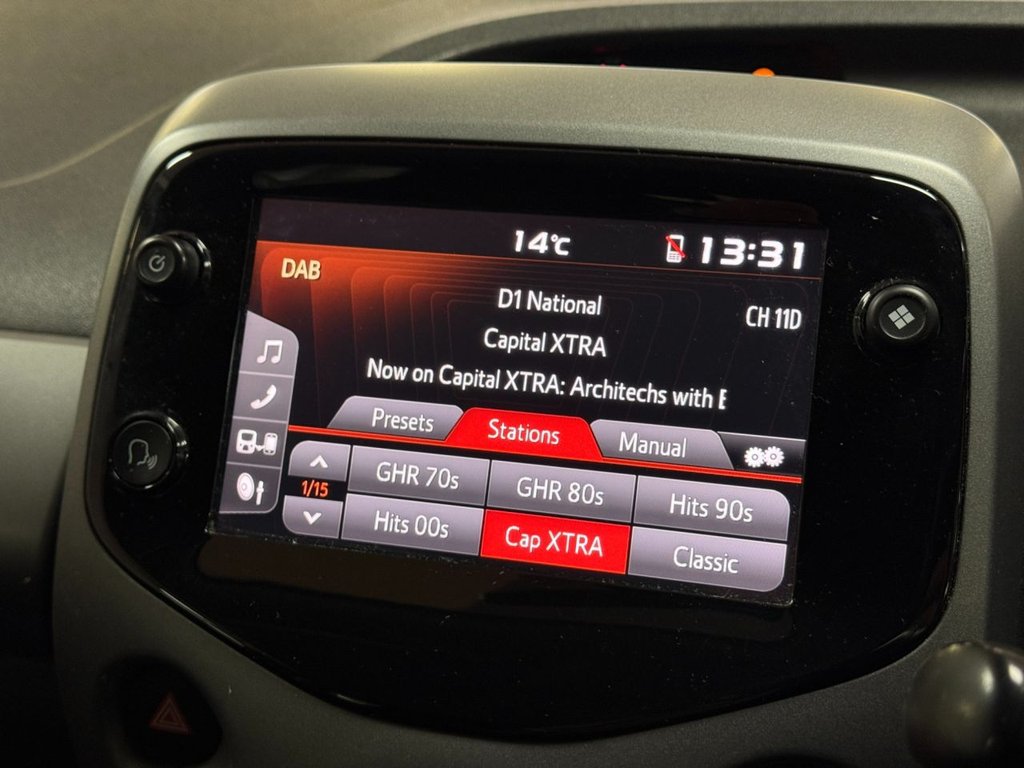 14°C 13:31
DAB
D1 National
CH 11D
Capital XTRA
Now on Capital XTRA: Architechs with
Presets Stations Manual
1/15
GHR 70s GHR 80s Hits 90s
Hits 00s Cap XTRA Classic